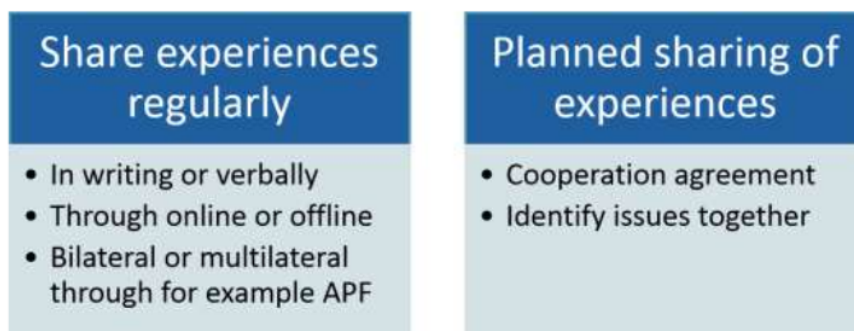 Share experiences
regularly
• In writing or verbally
• Through online or offline
• Bilateral or multilateral
through for example APF
Planned sharing of
experiences
• Cooperation agreement
• Identify issues together